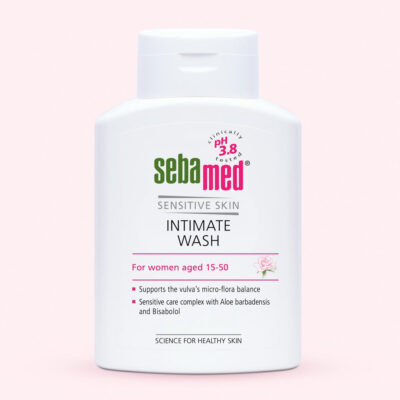 clinically
pH
3.8
tested
sebamed®
SENSITIVE SKIN
INTIMATE
WASH
For women aged 15-50
Supports the vulva's micro-flora balance
Sensitive care complex with Aloe barbadensis
and Bisabolol
SCIENCE FOR HEALTHY SKIN